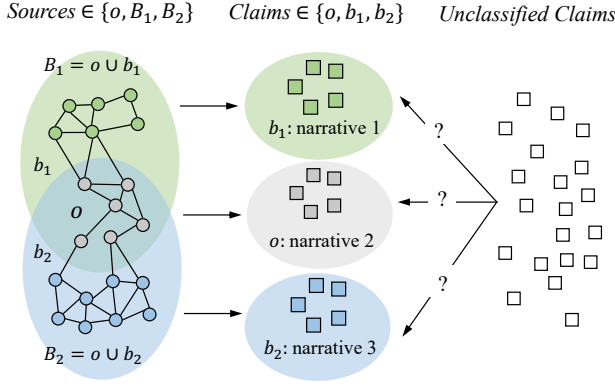 Sources ∈ {o, B₁, B₂}
Claims ∈ {o, b₁, b₂}
Unclassified Claims
B₁ = o ∪ b₁
b₁
o
b₂
B₂ = o ∪ b₂
b₁: narrative 1
o: narrative 2
b₂: narrative 3
?
?
?